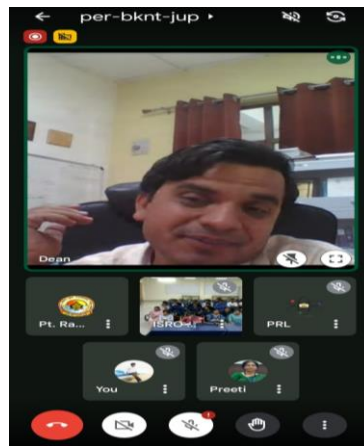 per-bknt-jup
Dean
Pt. Ra...
ISRO...
PRL
You
Preeti